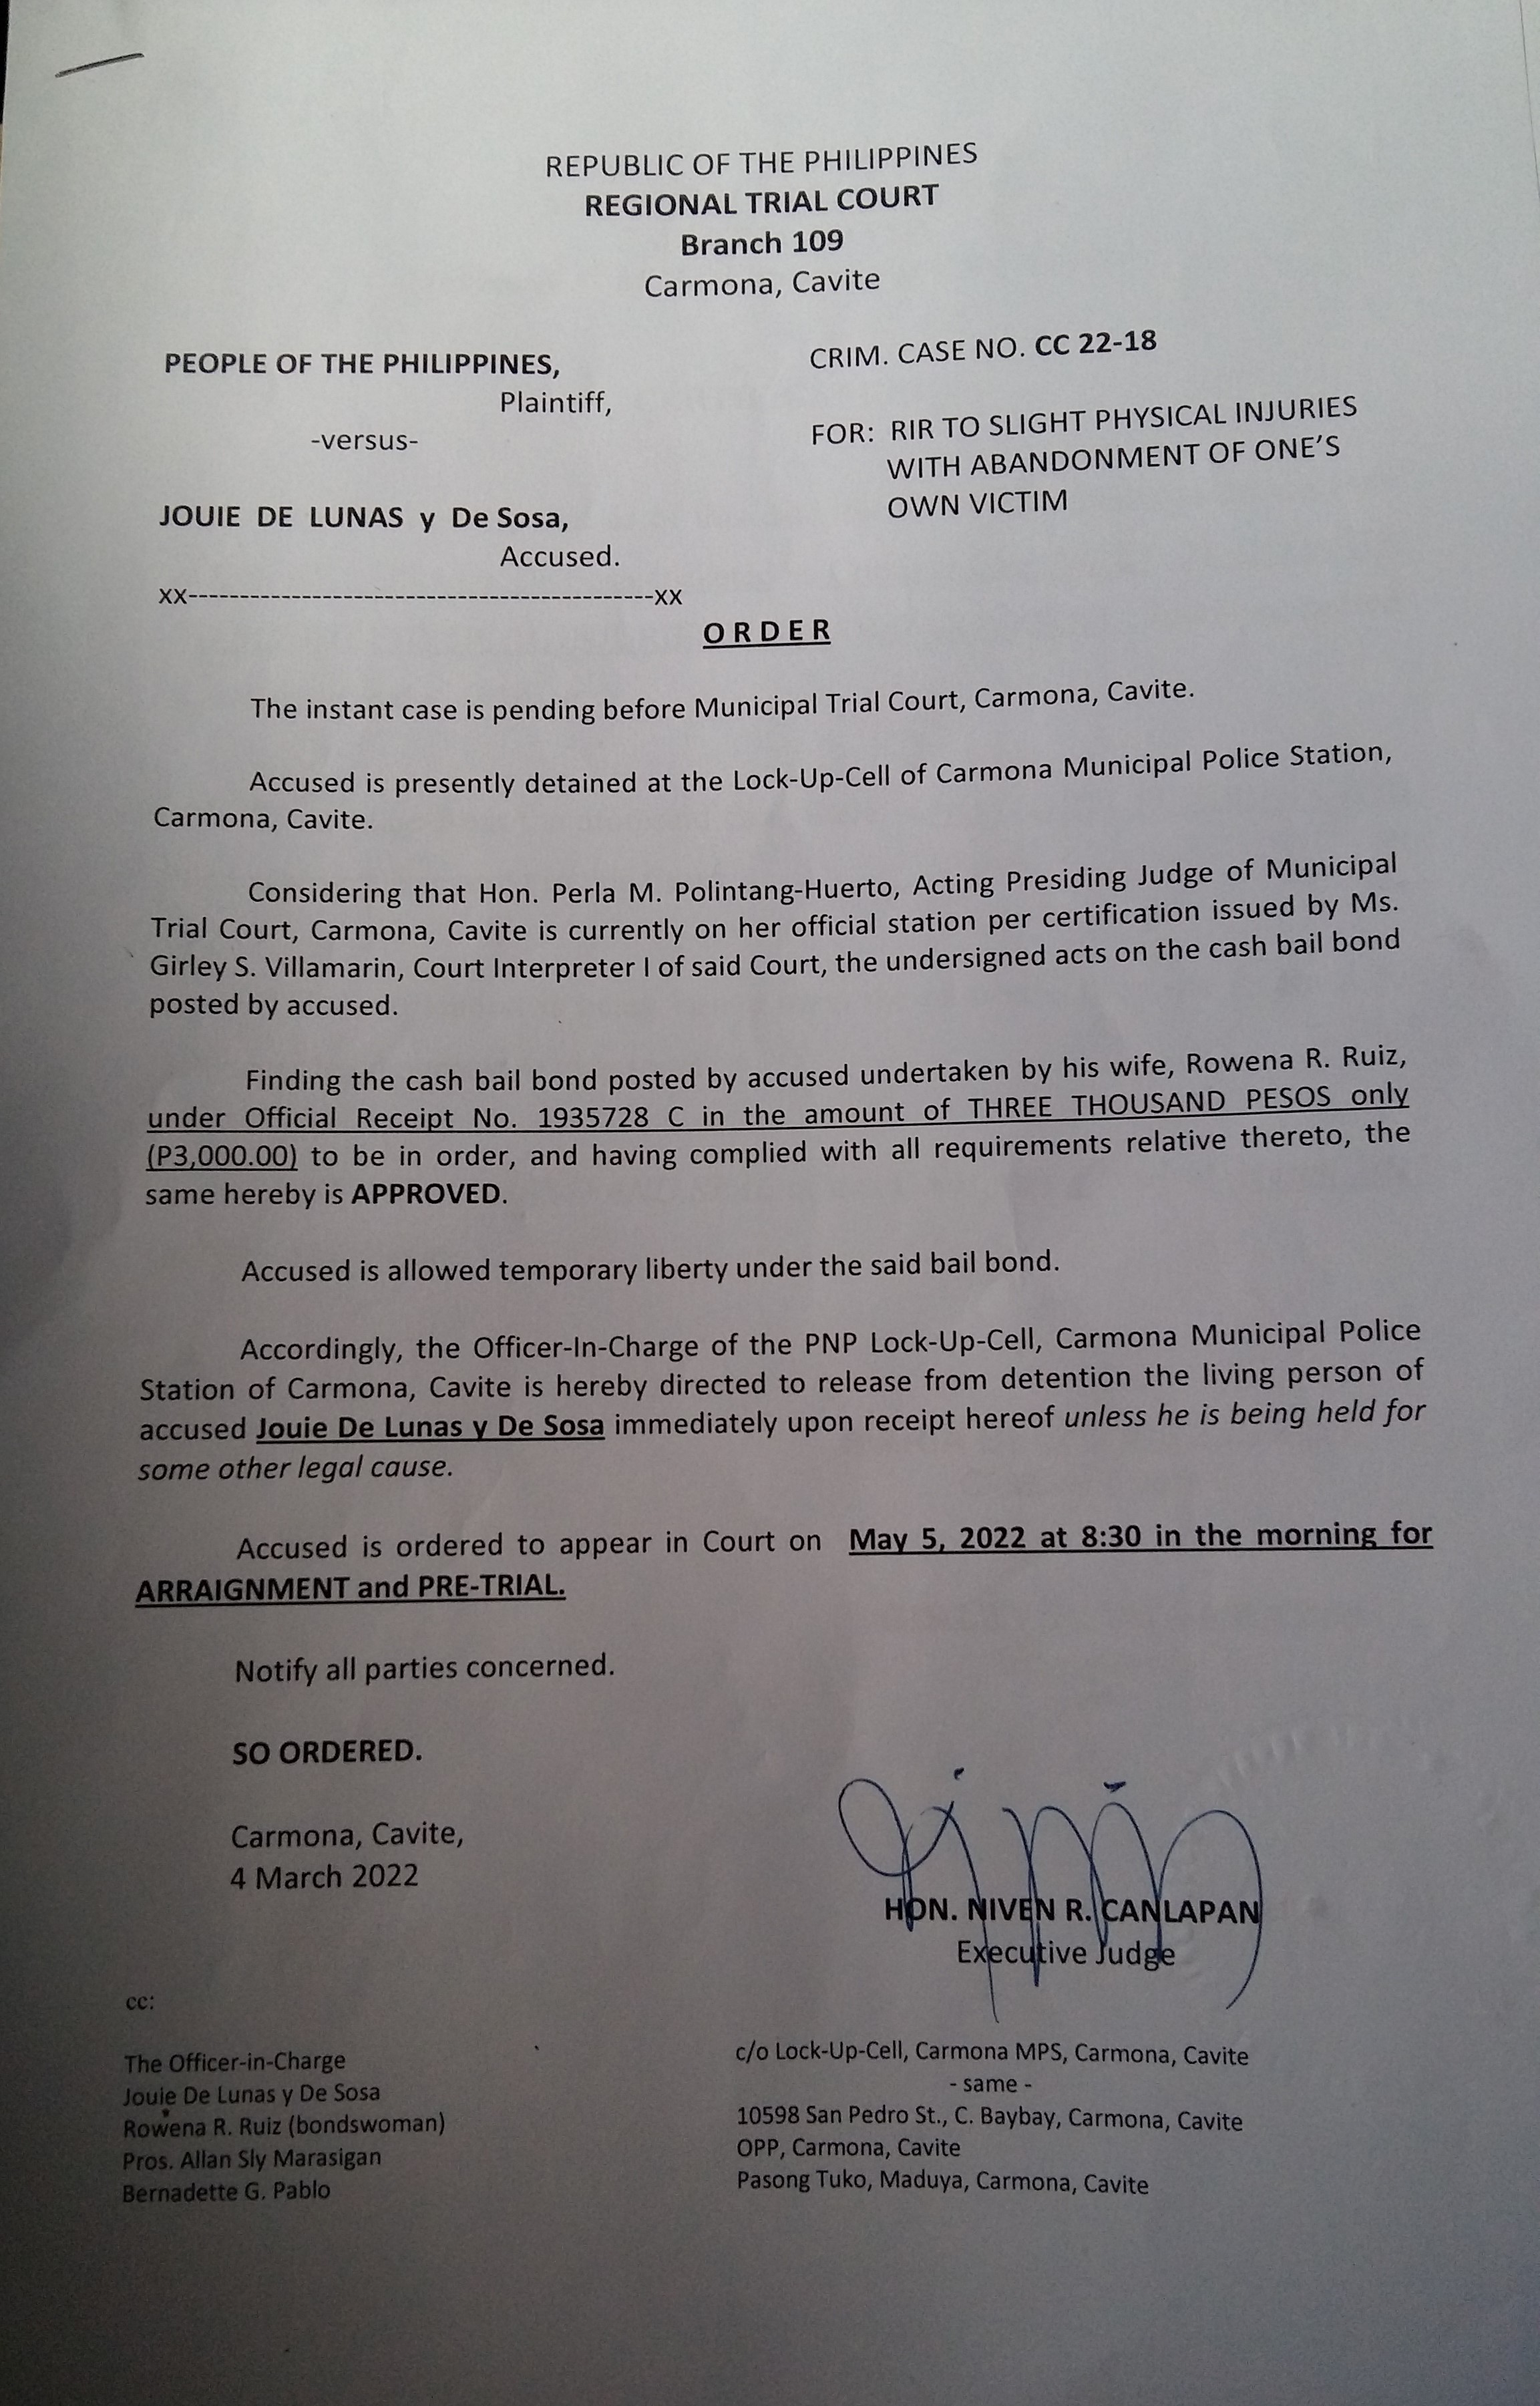 REPUBLIC OF THE PHILIPPINES
REGIONAL TRIAL COURT
Branch 109
Carmona, Cavite
PEOPLE OF THE PHILIPPINES,
Plaintiff,
-versus-
JOUIE DE LUNAS y De Sosa,
Accused.
xx----------------------------------------------xx
CRIM. CASE NO. CC 22-18
FOR: RIR TO SLIGHT PHYSICAL INJURIES
WITH ABANDONMENT OF ONE'S
OWN VICTIM
O R D E R
The instant case is pending before Municipal Trial Court, Carmona, Cavite.
Accused is presently detained at the Lock-Up-Cell of Carmona Municipal Police Station,
Carmona, Cavite.
Considering that Hon. Perla M. Polintang-Huerto, Acting Presiding Judge of Municipal
Trial Court, Carmona, Cavite is currently on her official station per certification issued by Ms.
Girley S. Villamarin, Court Interpreter I of said Court, the undersigned acts on the cash bail bond
posted by accused.
Finding the cash bail bond posted by accused undertaken by his wife, Rowena R. Ruiz,
under Official Receipt No. 1935728 C in the amount of THREE THOUSAND PESOS only
(P3,000.00) to be in order, and having complied with all requirements relative thereto, the
same hereby is APPROVED.
Accused is allowed temporary liberty under the said bail bond.
Accordingly, the Officer-In-Charge of the PNP Lock-Up-Cell, Carmona Municipal Police
Station of Carmona, Cavite is hereby directed to release from detention the living person of
accused Jouie De Lunas y De Sosa immediately upon receipt hereof unless he is being held for
some other legal cause.
Accused is ordered to appear in Court on May 5, 2022 at 8:30 in the morning for
ARRAIGNMENT and PRE-TRIAL.
Notify all parties concerned.
SO ORDERED.
Carmona, Cavite,
4 March 2022
HON. NIVEN R. CANLAPAN
Executive Judge
cc:
The Officer-in-Charge c/o Lock-Up-Cell, Carmona MPS, Carmona, Cavite
Jouie De Lunas y De Sosa - same -
Rowena R. Ruiz (bondswoman) 10598 San Pedro St., C. Baybay, Carmona, Cavite
Pros. Allan Sly Marasigan OPP, Carmona, Cavite
Bernadette G. Pablo Pasong Tuko, Maduya, Carmona, Cavite